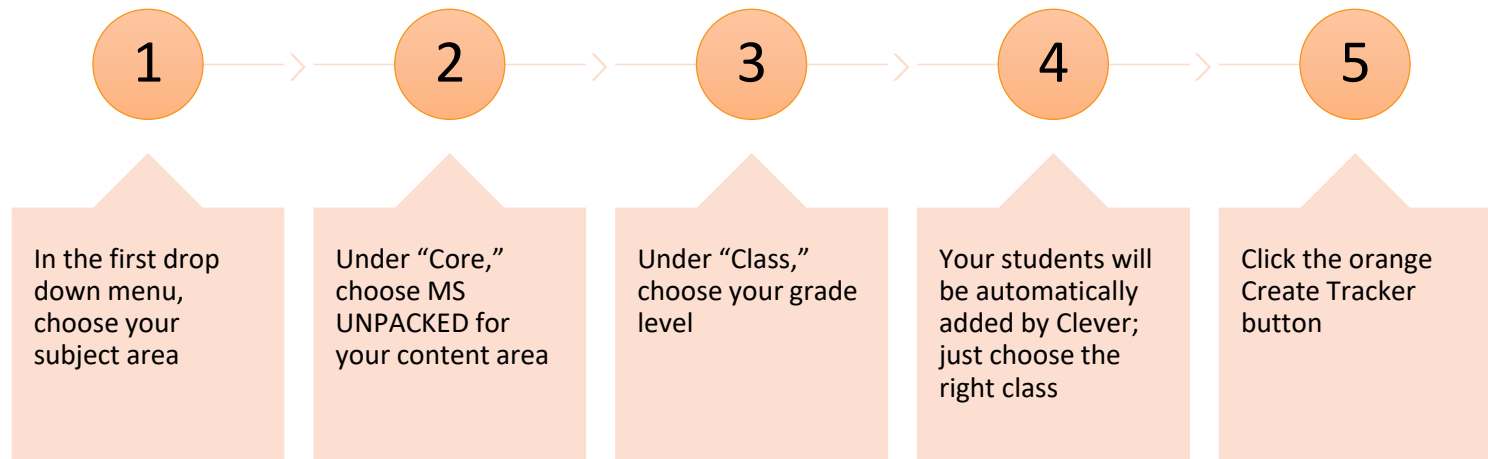 1
2
3
4
5
In the first drop
down menu,
choose your
subject area
Under “Core,”
choose MS
UNPACKED for
your content area
Under “Class,”
choose your grade
level
Your students will
be automatically
added by Clever;
just choose the
right class
Click the orange
Create Tracker
button